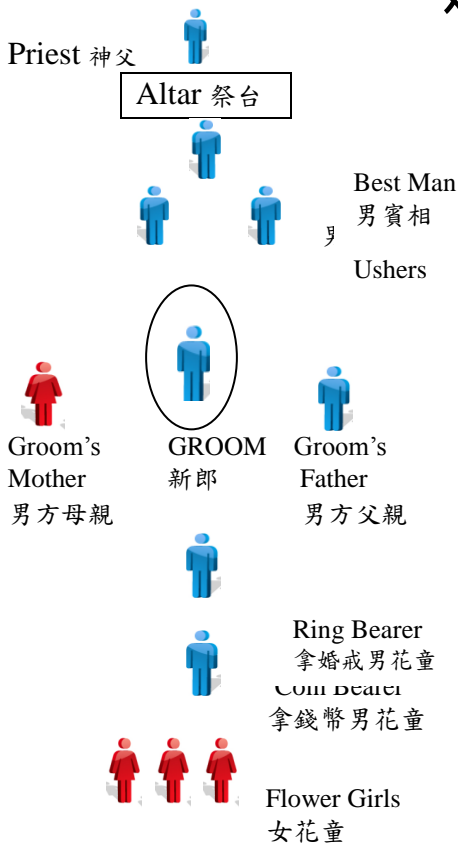 Priest 神父
Altar 祭台
Best Man
男賓相
Ushers
Groom's Mother
男方母親
GROOM
新郎
Groom's Father
男方父親
Ring Bearer
拿婚戒男花童
Coin Bearer
拿錢幣男花童
Flower Girls
女花童